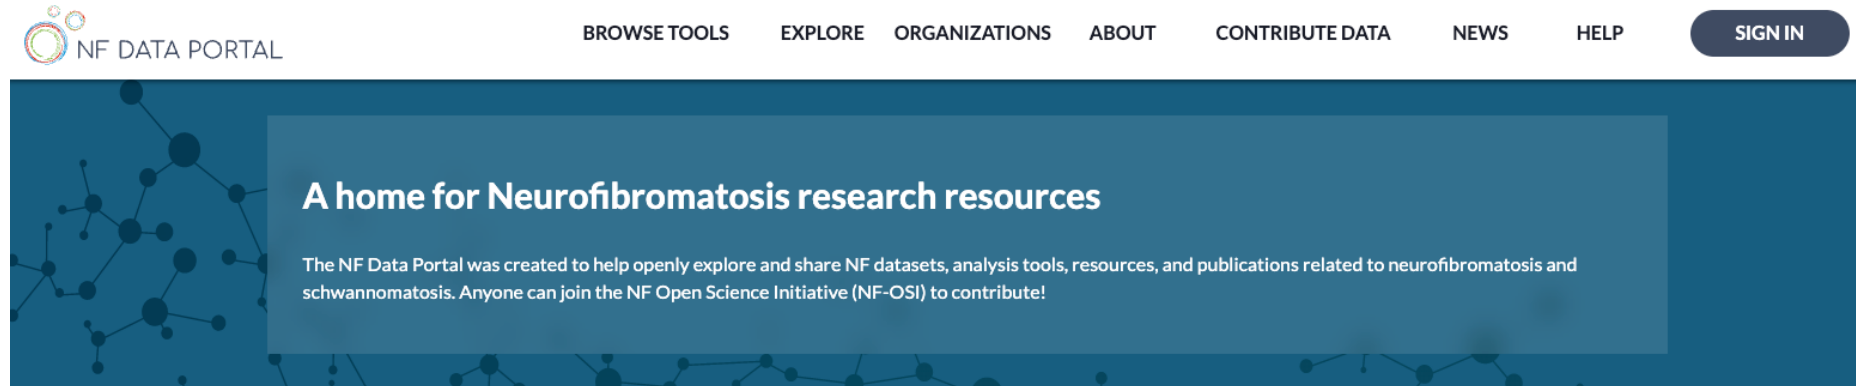 NF DATA PORTAL
BROWSE TOOLS EXPLORE ORGANIZATIONS ABOUT CONTRIBUTE DATA NEWS HELP SIGN IN
A home for Neurofibromatosis research resources
The NF Data Portal was created to help openly explore and share NF datasets, analysis tools, resources, and publications related to neurofibromatosis and
schwannomatosis. Anyone can join the NF Open Science Initiative (NF-OSI) to contribute!